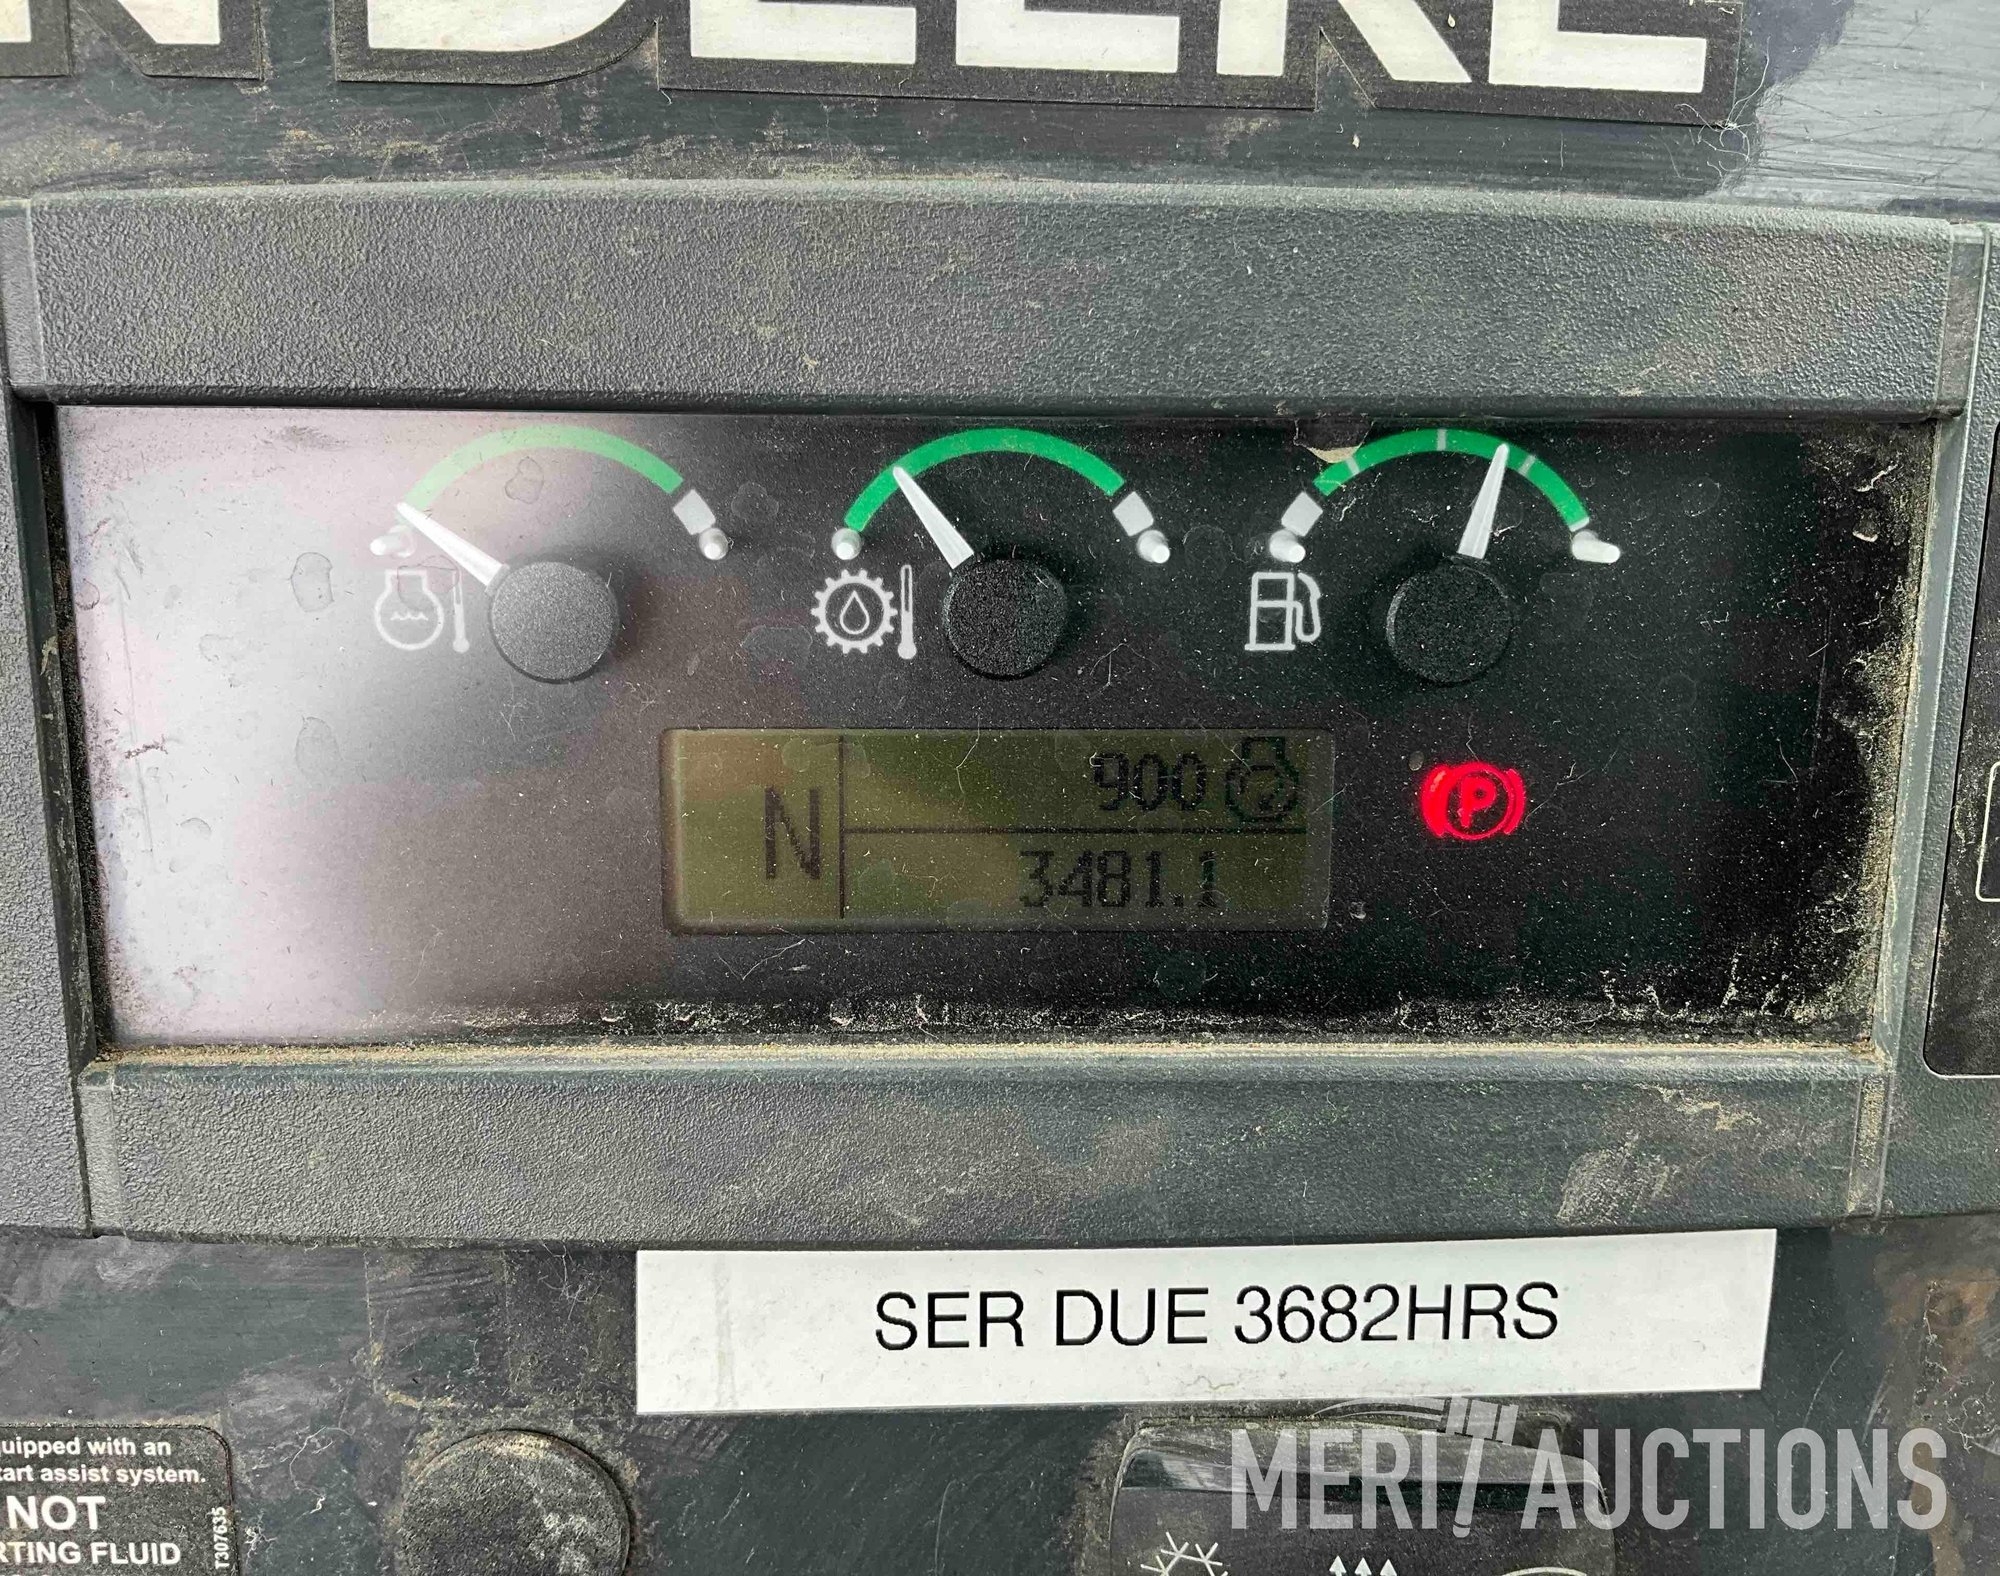 N DEERE
N
900
3481.1
P
SER DUE 3682HRS
uipped with an
tart assist system.
NOT
RTING FLUID
T307635
MERIT AUCTIONS